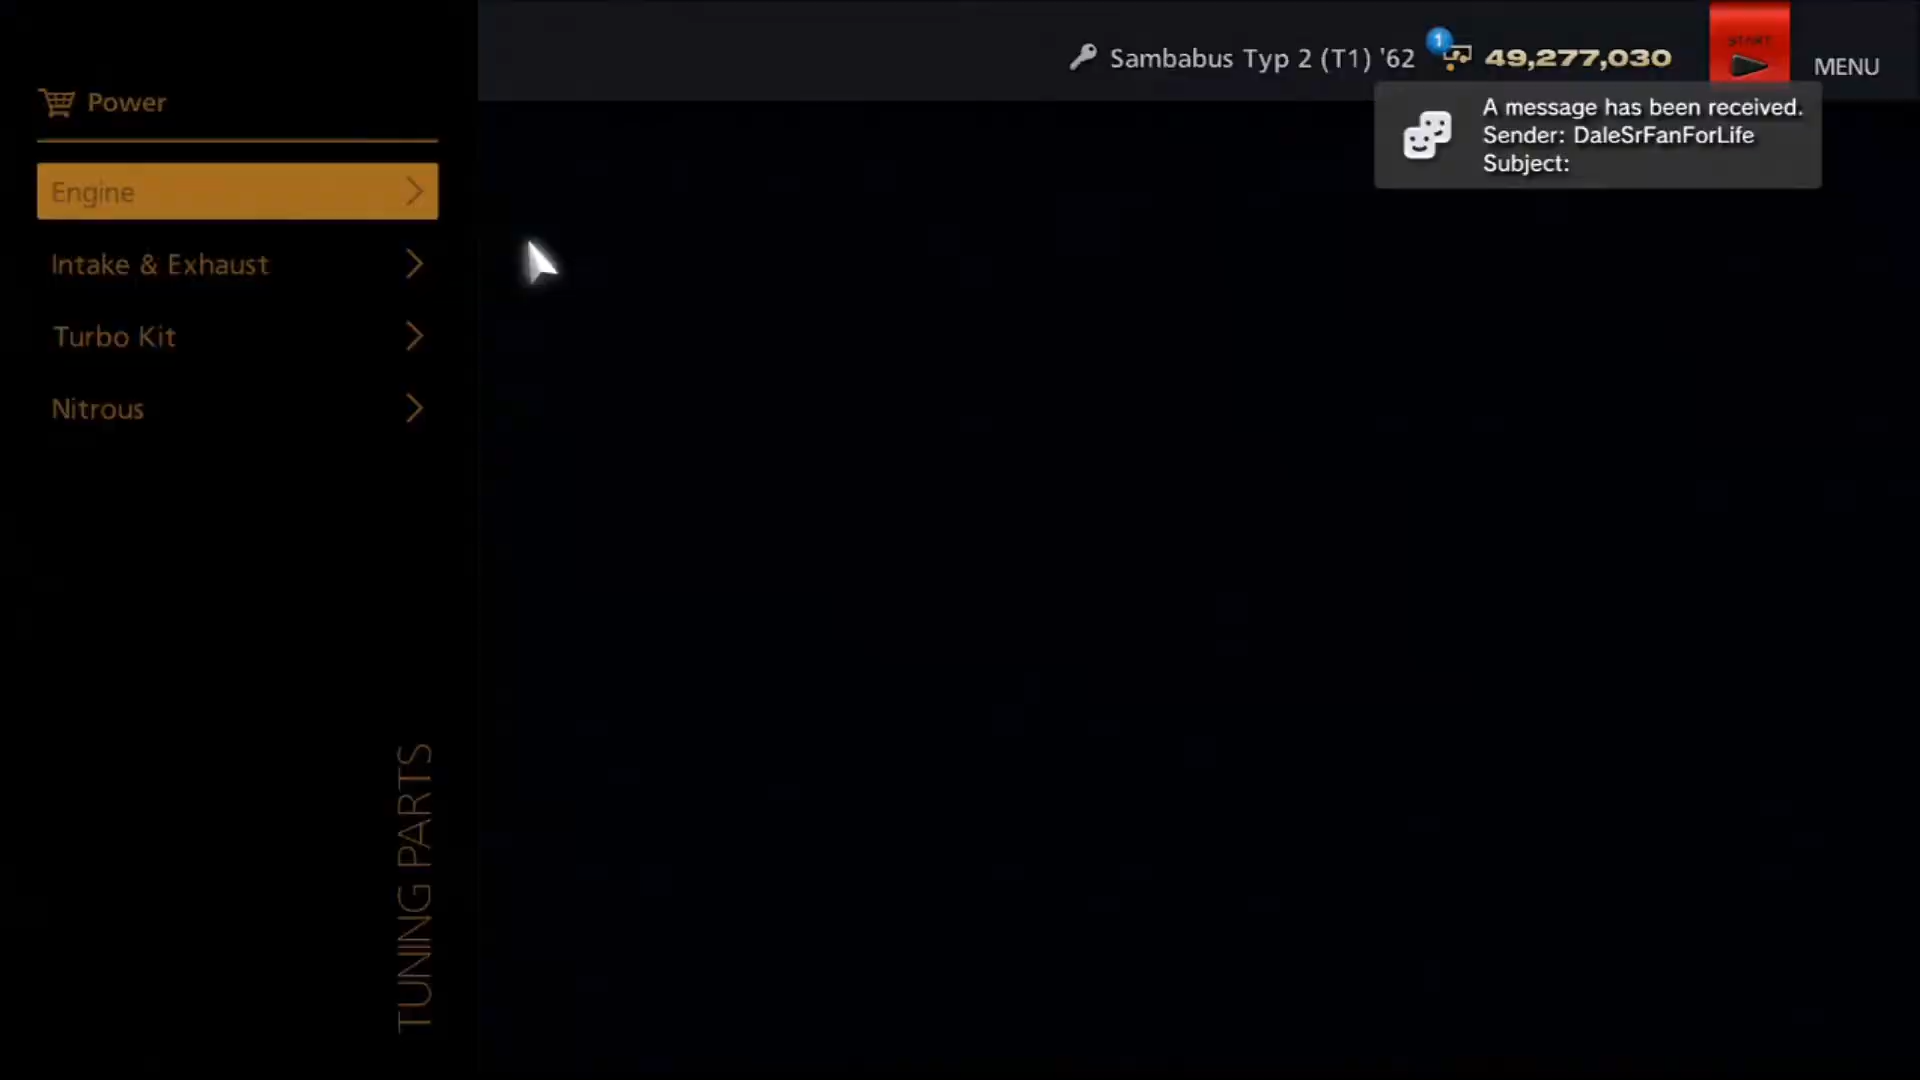 Sambabus Typ 2 (T1) '62
1
49,277,030
START
MENU
A message has been received.
Sender: DaleSrFanForLife
Subject:
Power
Engine
Intake & Exhaust
Turbo Kit
Nitrous
TUNING PARTS